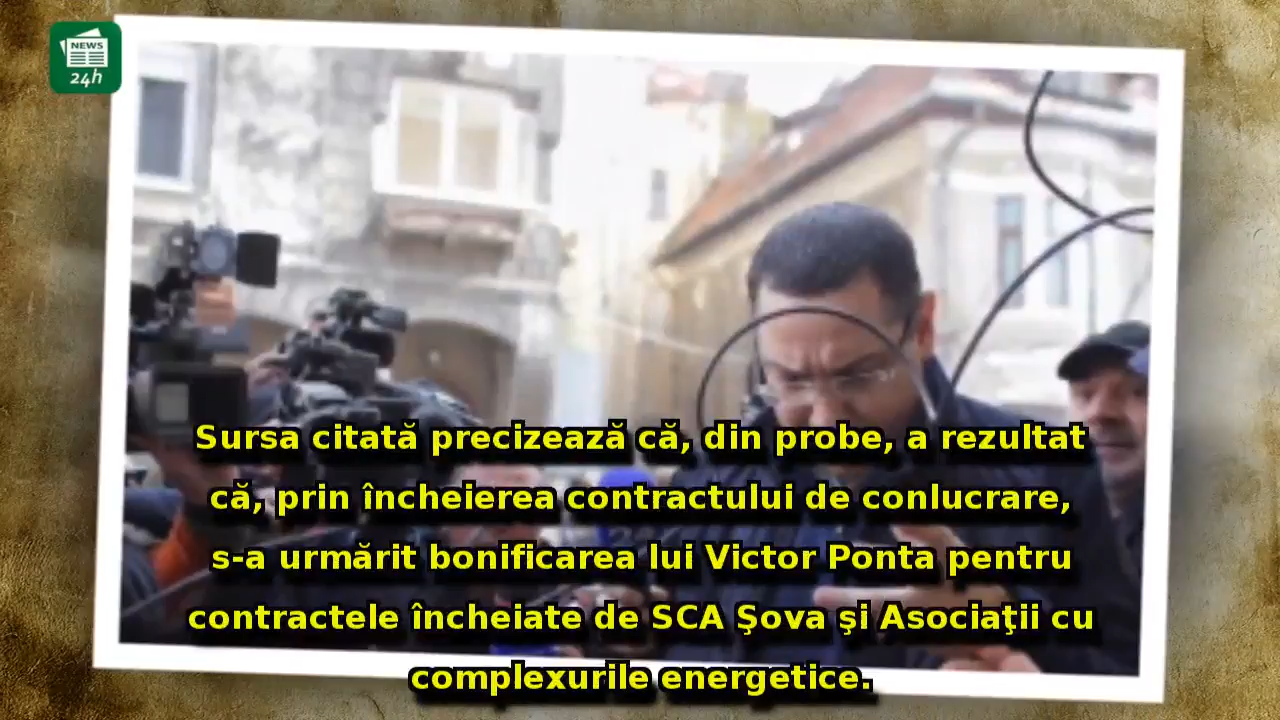 NEWS
24h
Sursa citată precizează că, din probe, a rezultat
că, prin încheierea contractului de conlucrare,
s-a urmărit bonificarea lui Victor Ponta pentru
contractele încheiate de SCA Şova şi Asociaţii cu
complexurile energetice.